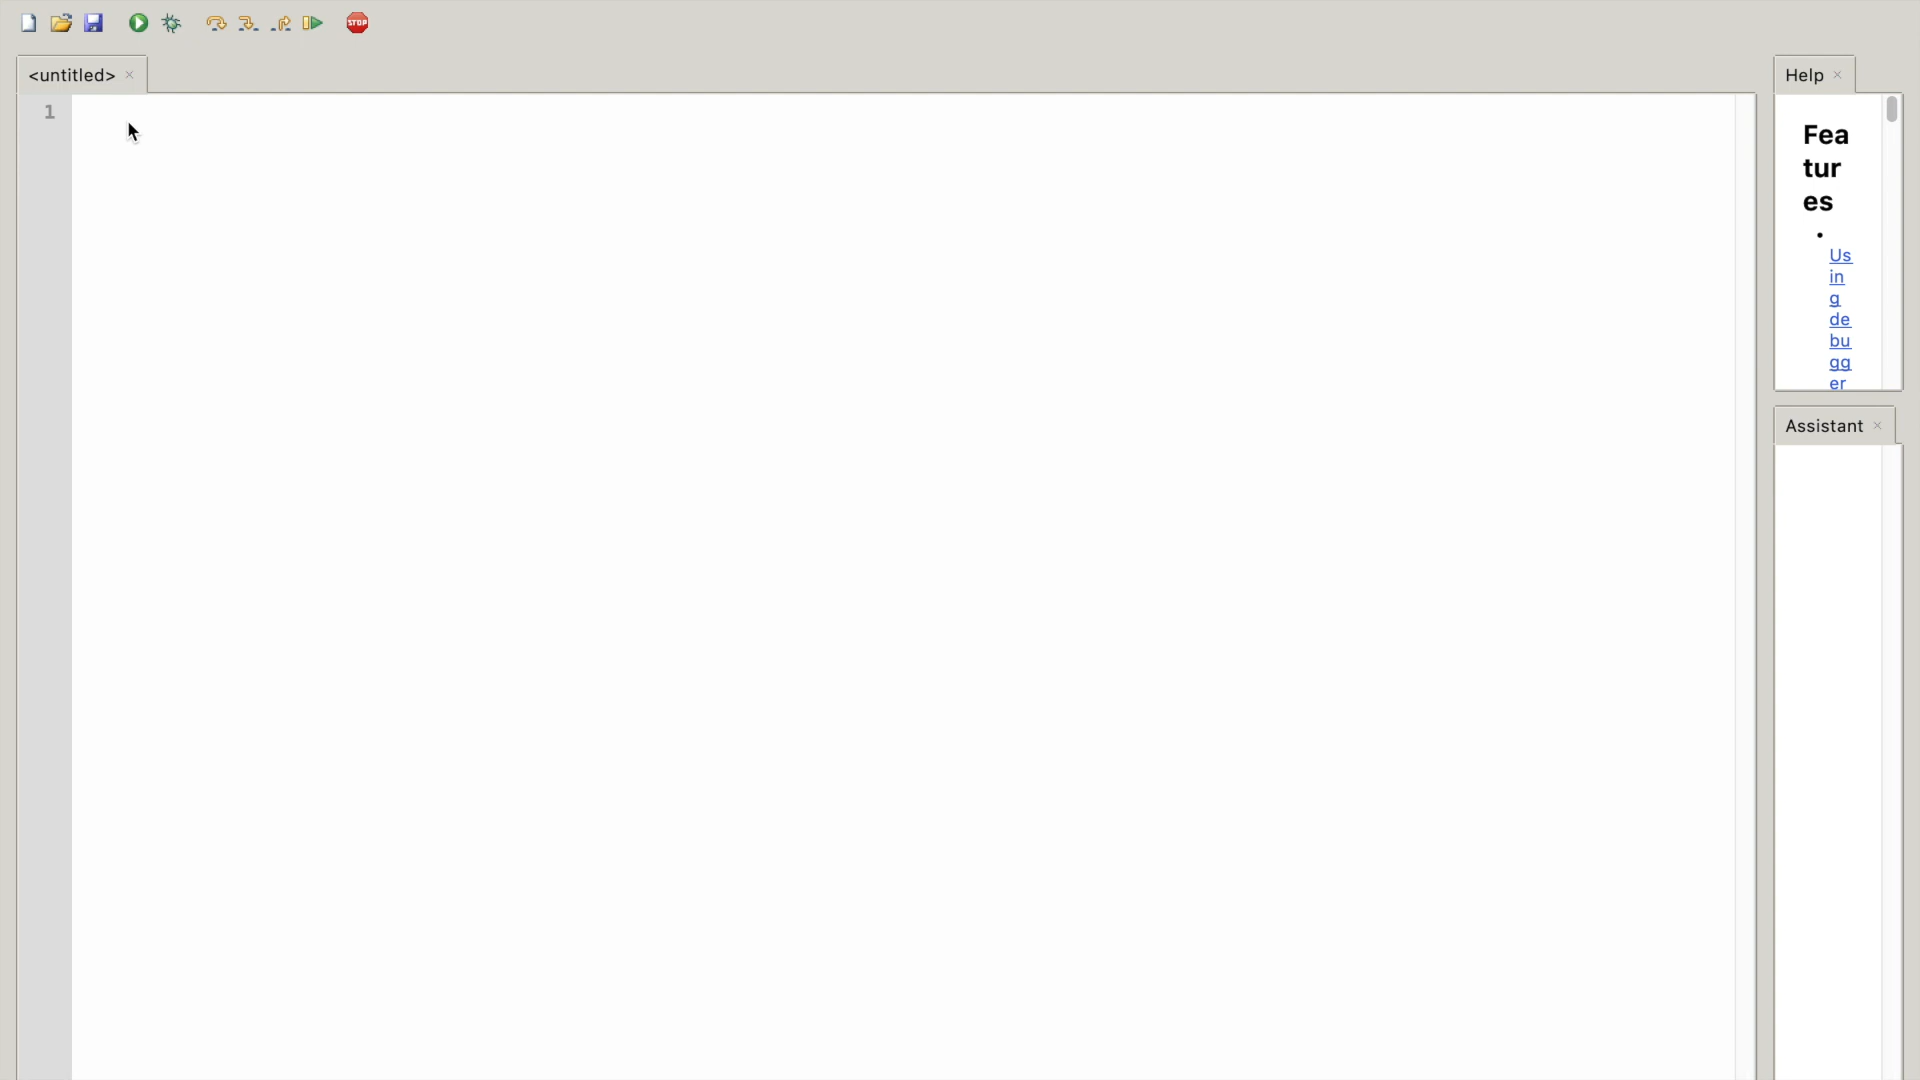 STOP
<untitled>
1
Help
Fea
tur
es
Us
in
g
de
bu
gg
er
Assistant